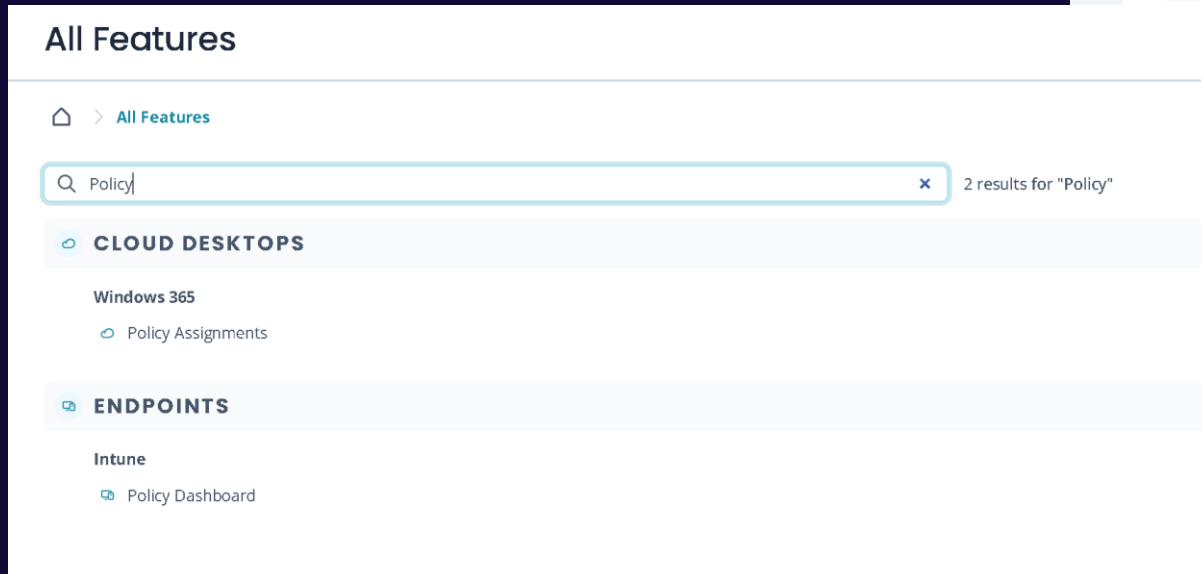 All Features
All Features
Policy
2 results for "Policy"
CLOUD DESKTOPS
Windows 365
Policy Assignments
ENDPOINTS
Intune
Policy Dashboard